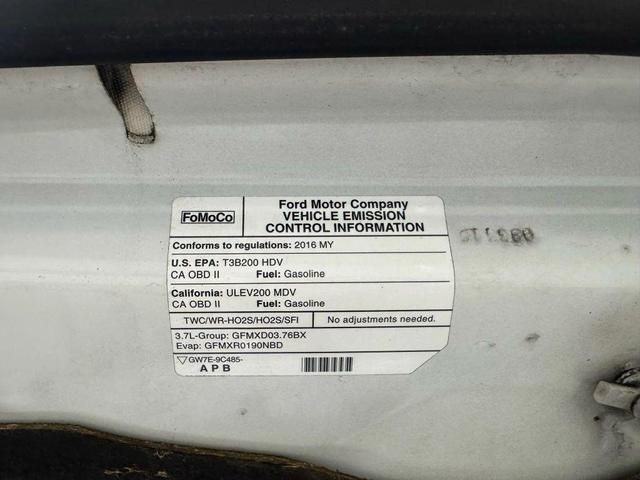 FoMoCo
Ford Motor Company
VEHICLE EMISSION
CONTROL INFORMATION
Conforms to regulations: 2016 MY
U.S. EPA: T3B200 HDV
CA OBD II Fuel: Gasoline
California: ULEV200 MDV
CA OBD II Fuel: Gasoline
TWC/WR-HO2S/HO2S/SFI No adjustments needed.
3.7L-Group: GFMXD03.76BX
Evap: GFMXR0190NBD
GW7E-9C485-
A P B